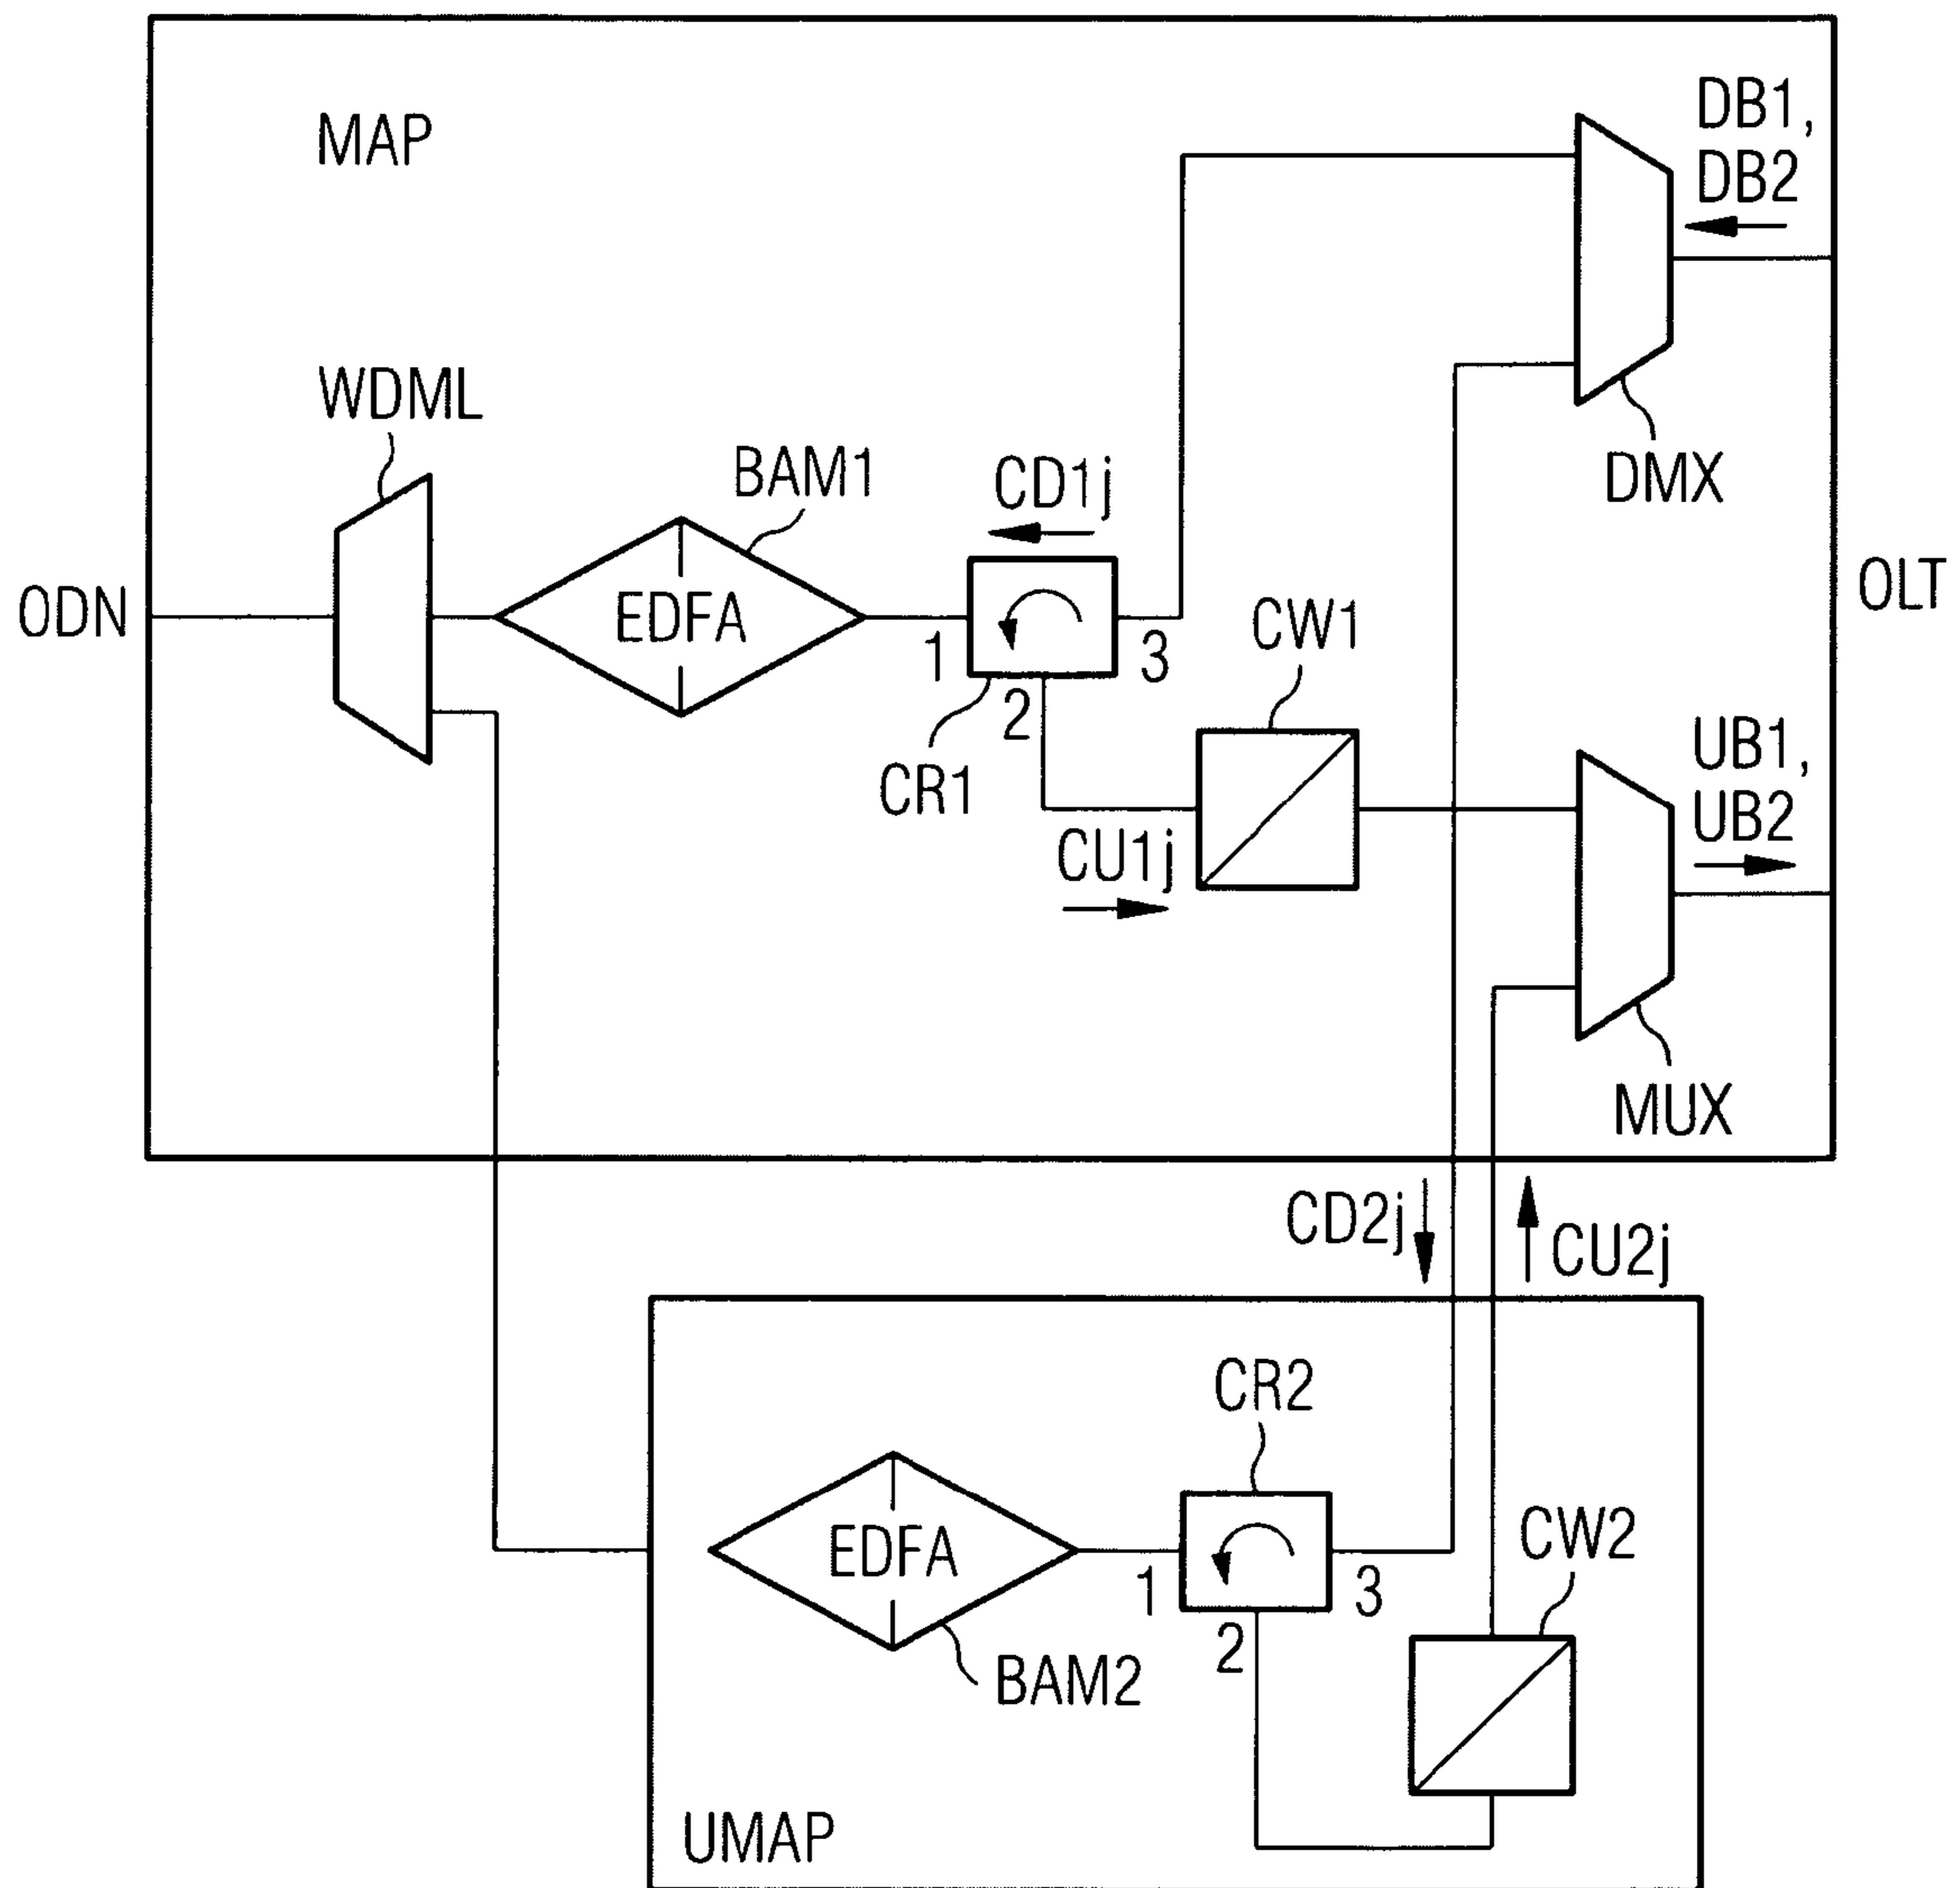 MAP
DB1,
DB2
WDML
BAM1
CD1j
DMX
ODN
EDFA
1
3
CW1
OLT
2
CR1
UB1,
UB2
CU1j
MUX
CD2j
CU2j
CR2
CW2
EDFA
1
3
2
BAM2
UMAP